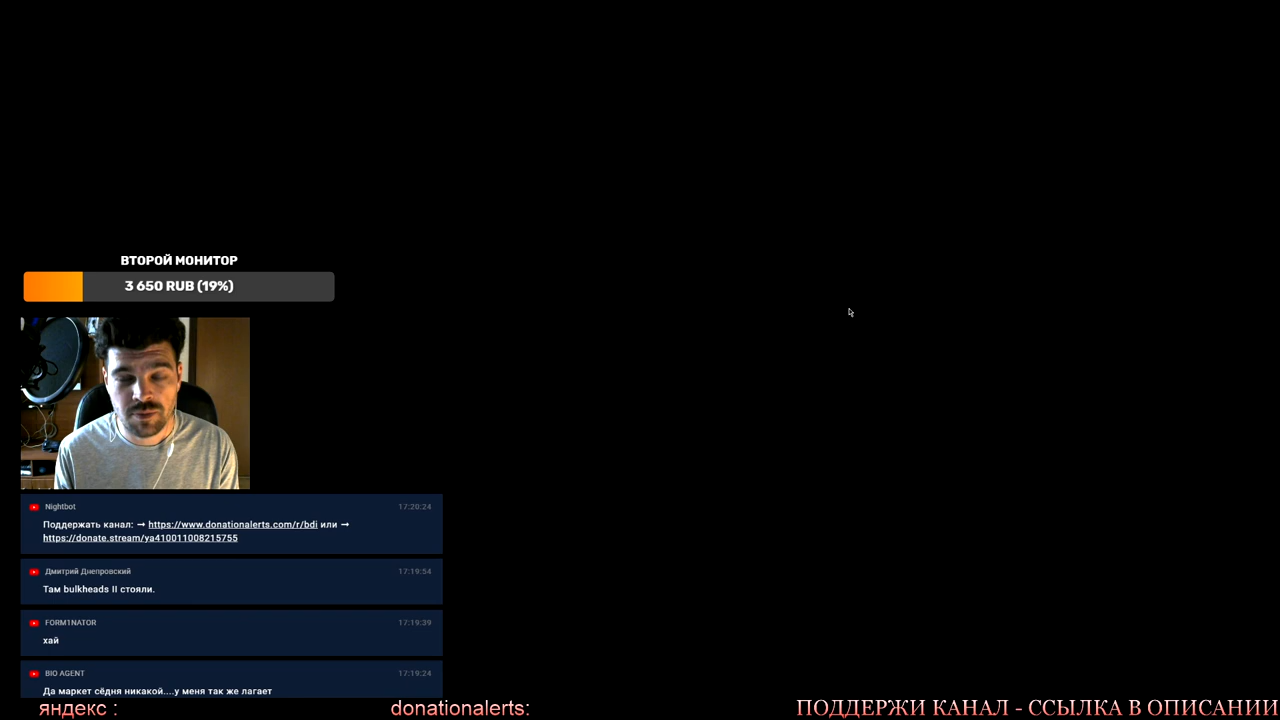 ВТОРОЙ МОНИТОР
3 650 RUB (19%)
Nightbot 17:20:24
Поддержать канал: → https://www.donationalerts.com/r/bdi или →
https://donate.stream/ya410011008215755
Дмитрий Днепровский 17:19:54
Там bulkheads II стояли.
FORM1NATOR 17:19:39
хай
BIO AGENT 17:19:24
Да маркет сёдня никакой....у меня так же лагает
яндекс : donationalerts: ПОДДЕРЖИ КАНАЛ - ССЫЛКА В ОПИСАНИИ